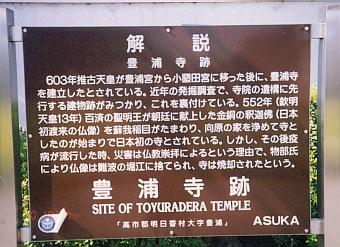 解説
豊浦寺跡
603年推古天皇が豊浦宮から小墾田宮に移った後に、豊浦寺
を建立したとされている。近年の発掘調査で、寺院の遺構に先
行する建物跡がみつかり、これを裏付けている。552年(欽明
天皇13年)百済の聖明王が朝廷に献上した金銅の釈迦佛(日本
初渡来の仏像)を蘇我稲目がたまわり、向原の家を浄めて寺と
したのが始まりで日本初の寺とされている。しかし、その後疫
病が流行した時、災害は仏教崇拝によるという理由で、物部氏
により仏像は難波の堀江に捨てられ、寺は焼却されたという。
豊浦寺跡
SITE OF TOYURADERA TEMPLE
「高市郡明日香村大字豊浦」
ASUKA